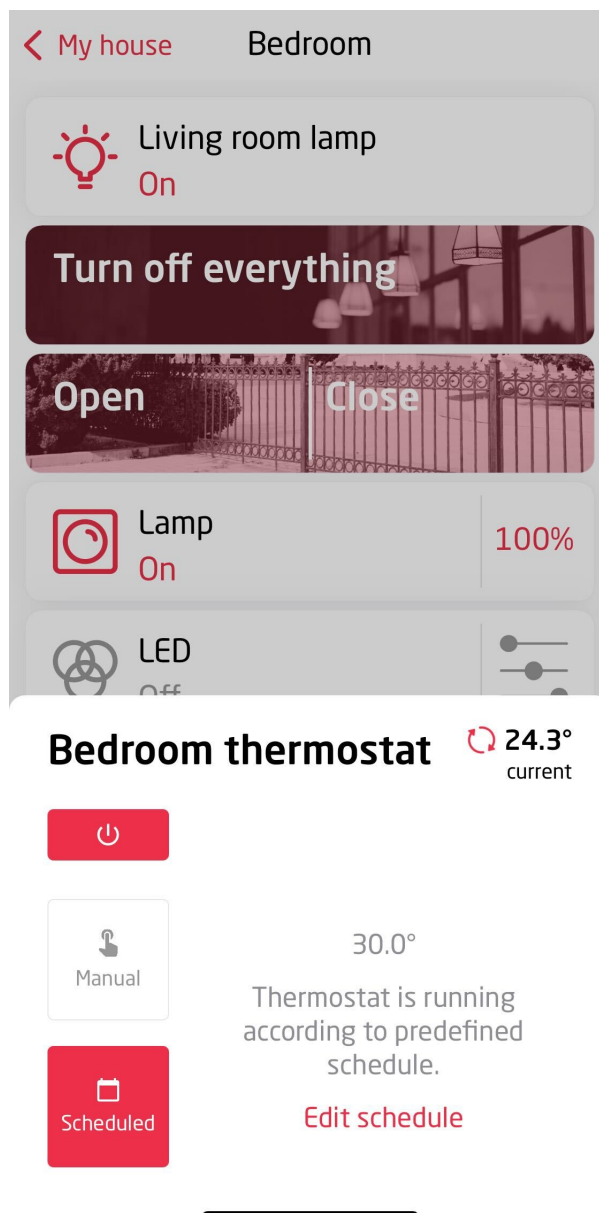 My house
Bedroom
Living room lamp
On
Turn off everything
Open
Close
Lamp
On
100%
LED
Off
Bedroom thermostat
24.3°
current
Manual
30.0°
Thermostat is running
according to predefined
schedule.
Edit schedule
Scheduled